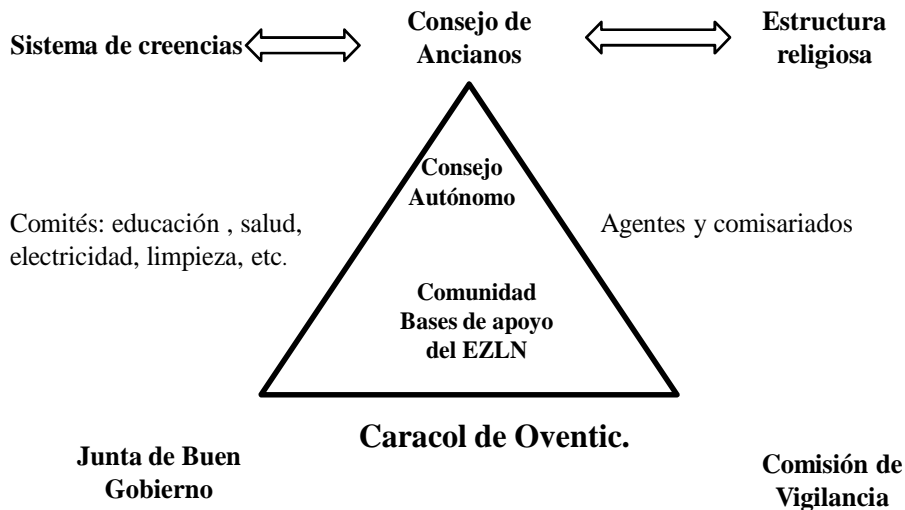 Sistema de creencias
Consejo de
Ancianos
Estructura
religiosa
Consejo
Autónomo
Comités: educación , salud,
electricidad, limpieza, etc.
Agentes y comisariados
Comunidad
Bases de apoyo
del EZLN
Caracol de Oventic.
Junta de Buen
Gobierno
Comisión de
Vigilancia